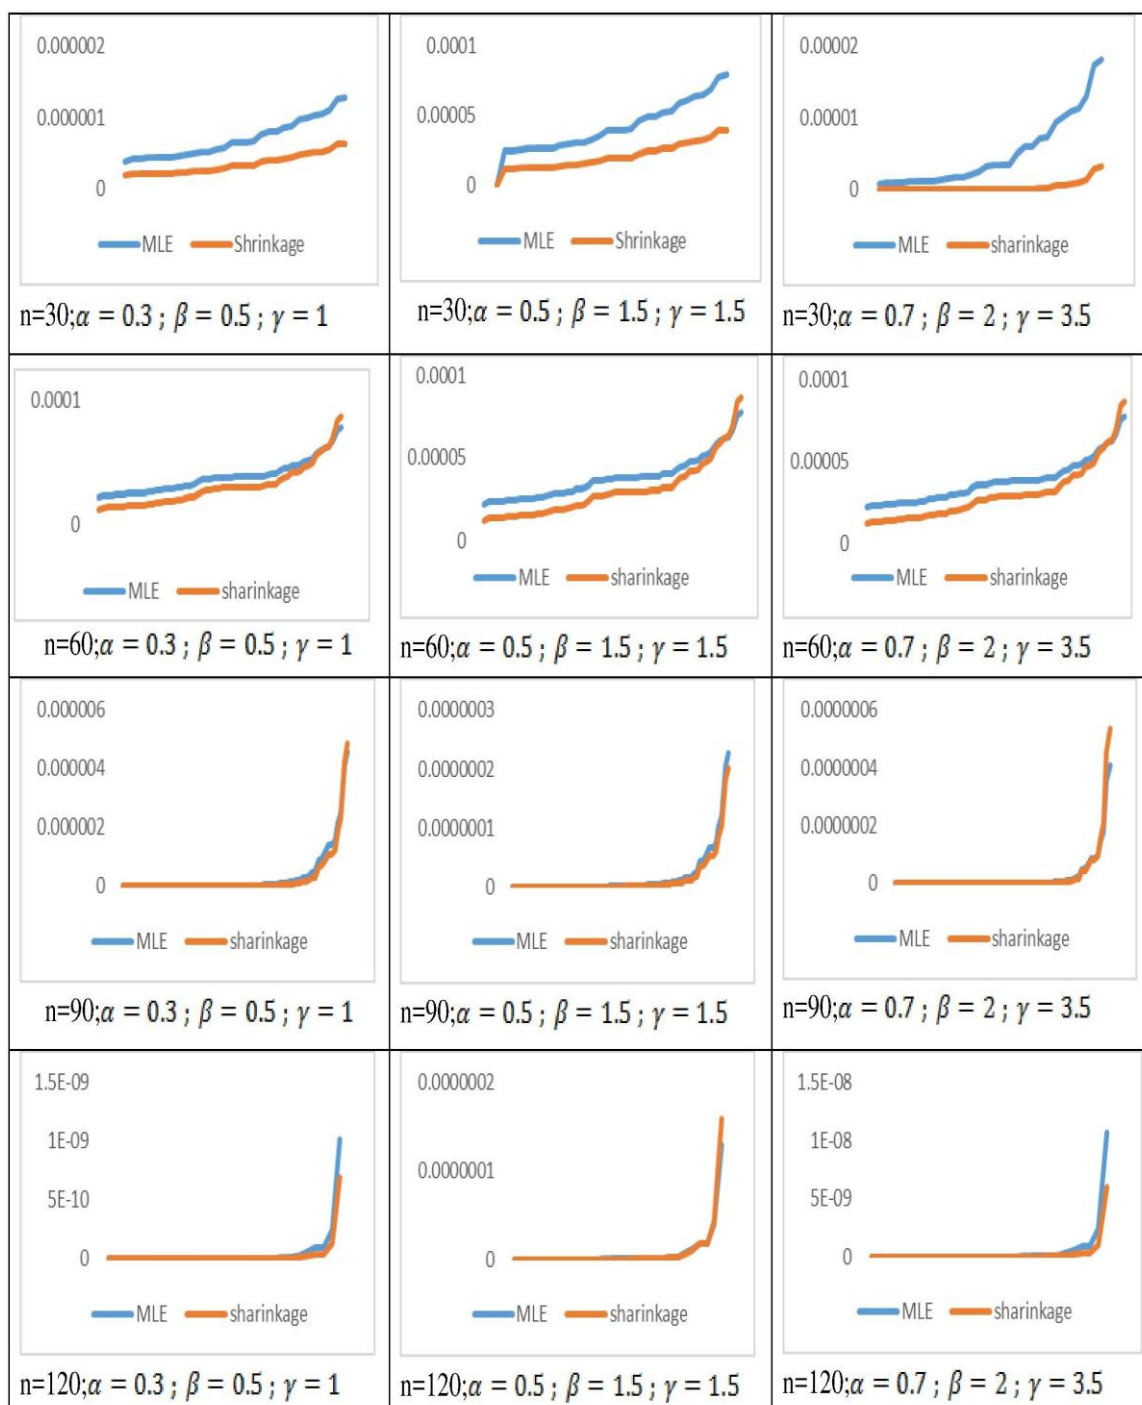 0.000002
0.000001
0
MLE Shrinkage
n=30;α = 0.3 ; β = 0.5 ; γ = 1
0.0001
0.00005
0
MLE Shrinkage
n=30;α = 0.5 ; β = 1.5 ; γ = 1.5
0.00002
0.00001
0
MLE sharinkage
n=30;α = 0.7 ; β = 2 ; γ = 3.5
0.0001
0
MLE sharinkage
n=60;α = 0.3 ; β = 0.5 ; γ = 1
0.0001
0.00005
0
MLE sharinkage
n=60;α = 0.5 ; β = 1.5 ; γ = 1.5
0.0001
0.00005
0
MLE sharinkage
n=60;α = 0.7 ; β = 2 ; γ = 3.5
0.000006
0.000004
0.000002
0
MLE sharinkage
n=90;α = 0.3 ; β = 0.5 ; γ = 1
0.0000003
0.0000002
0.0000001
0
MLE sharinkage
n=90;α = 0.5 ; β = 1.5 ; γ = 1.5
0.0000006
0.0000004
0.0000002
0
MLE sharinkage
n=90;α = 0.7 ; β = 2 ; γ = 3.5
1.5E-09
1E-09
5E-10
0
MLE sharinkage
n=120;α = 0.3 ; β = 0.5 ; γ = 1
0.0000002
0.0000001
0
MLE sharinkage
n=120;α = 0.5 ; β = 1.5 ; γ = 1.5
1.5E-08
1E-08
5E-09
0
MLE sharinkage
n=120;α = 0.7 ; β = 2 ; γ = 3.5